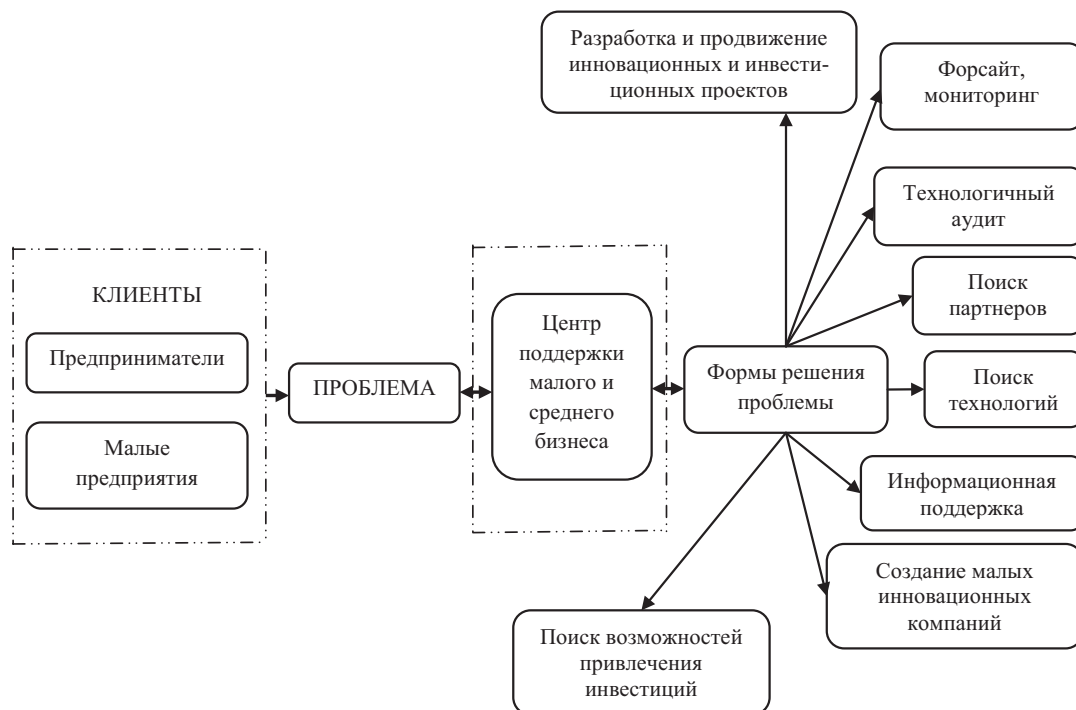 Разработка и продвижение
инновационных и инвести-
ционных проектов
Форсайт,
мониторинг
Технологичный
аудит
Поиск
партнеров
КЛИЕНТЫ
Предприниматели
Малые
предприятия
ПРОБЛЕМА
Центр
поддержки
малого и
среднего
бизнеса
Формы решения
проблемы
Поиск
технологий
Информационная
поддержка
Создание малых
инновационных
компаний
Поиск возможностей
привлечения
инвестиций